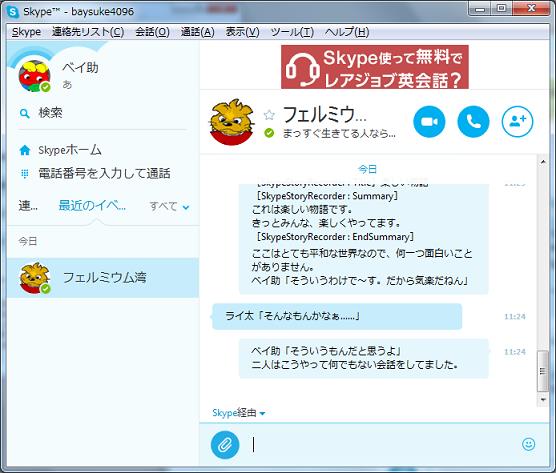 Skype™ - baysuke4096
Skype 連絡先リスト(C) 会話(O) 通話(A) 表示(V) ツール(T) ヘルプ(H)
ベイ助
あ
Skype使って無料で
レアジョブ英会話?
検索
フェルミウ...
まっすぐ生きてる人なら...
Skypeホーム
電話番号を入力して通話
連... 最近のイベ... すべて
今日
フェルミウム湾
今日
[SkypeStoryRecorder : Summary]
これは楽しい物語です。
きっとみんな、楽しくやってます。
[SkypeStoryRecorder : EndSummary]
ここはとても平和な世界なので、何一つ面白いこと
がありません。
ベイ助「そういうわけで~す。だから気楽だねん」
ライ太「そんなもんかなぁ……」 11:24
ベイ助「そういうもんだと思うよ」 11:24
二人はこうやって何でもない会話をしてました。
Skype経由